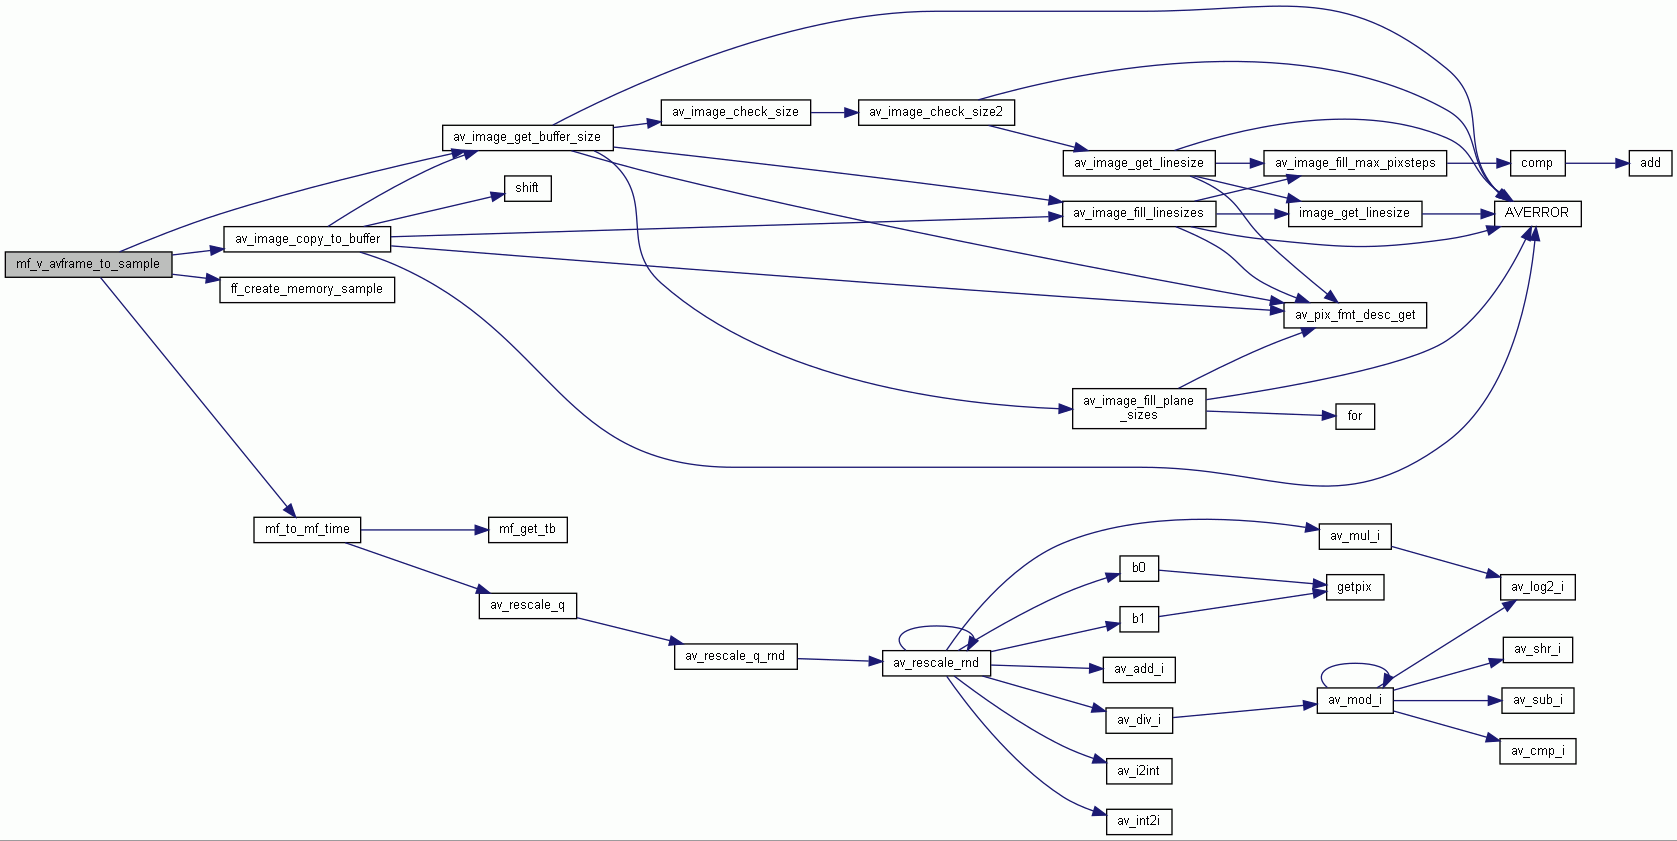 av_image_check_size
av_image_check_size2
av_image_get_buffer_size
av_image_get_linesize
av_image_fill_max_pixsteps
comp
add
shift
av_image_fill_linesizes
image_get_linesize
AVERROR
av_image_copy_to_buffer
mf_v_avframe_to_sample
ff_create_memory_sample
av_pix_fmt_desc_get
av_image_fill_plane
_sizes
for
mf_to_mf_time
mf_get_tb
av_mul_i
b0
getpix
av_log2_i
av_rescale_q
b1
av_rescale_q_rnd
av_rescale_rnd
av_add_i
av_shr_i
av_mod_i
av_sub_i
av_div_i
av_cmp_i
av_i2int
av_int2i